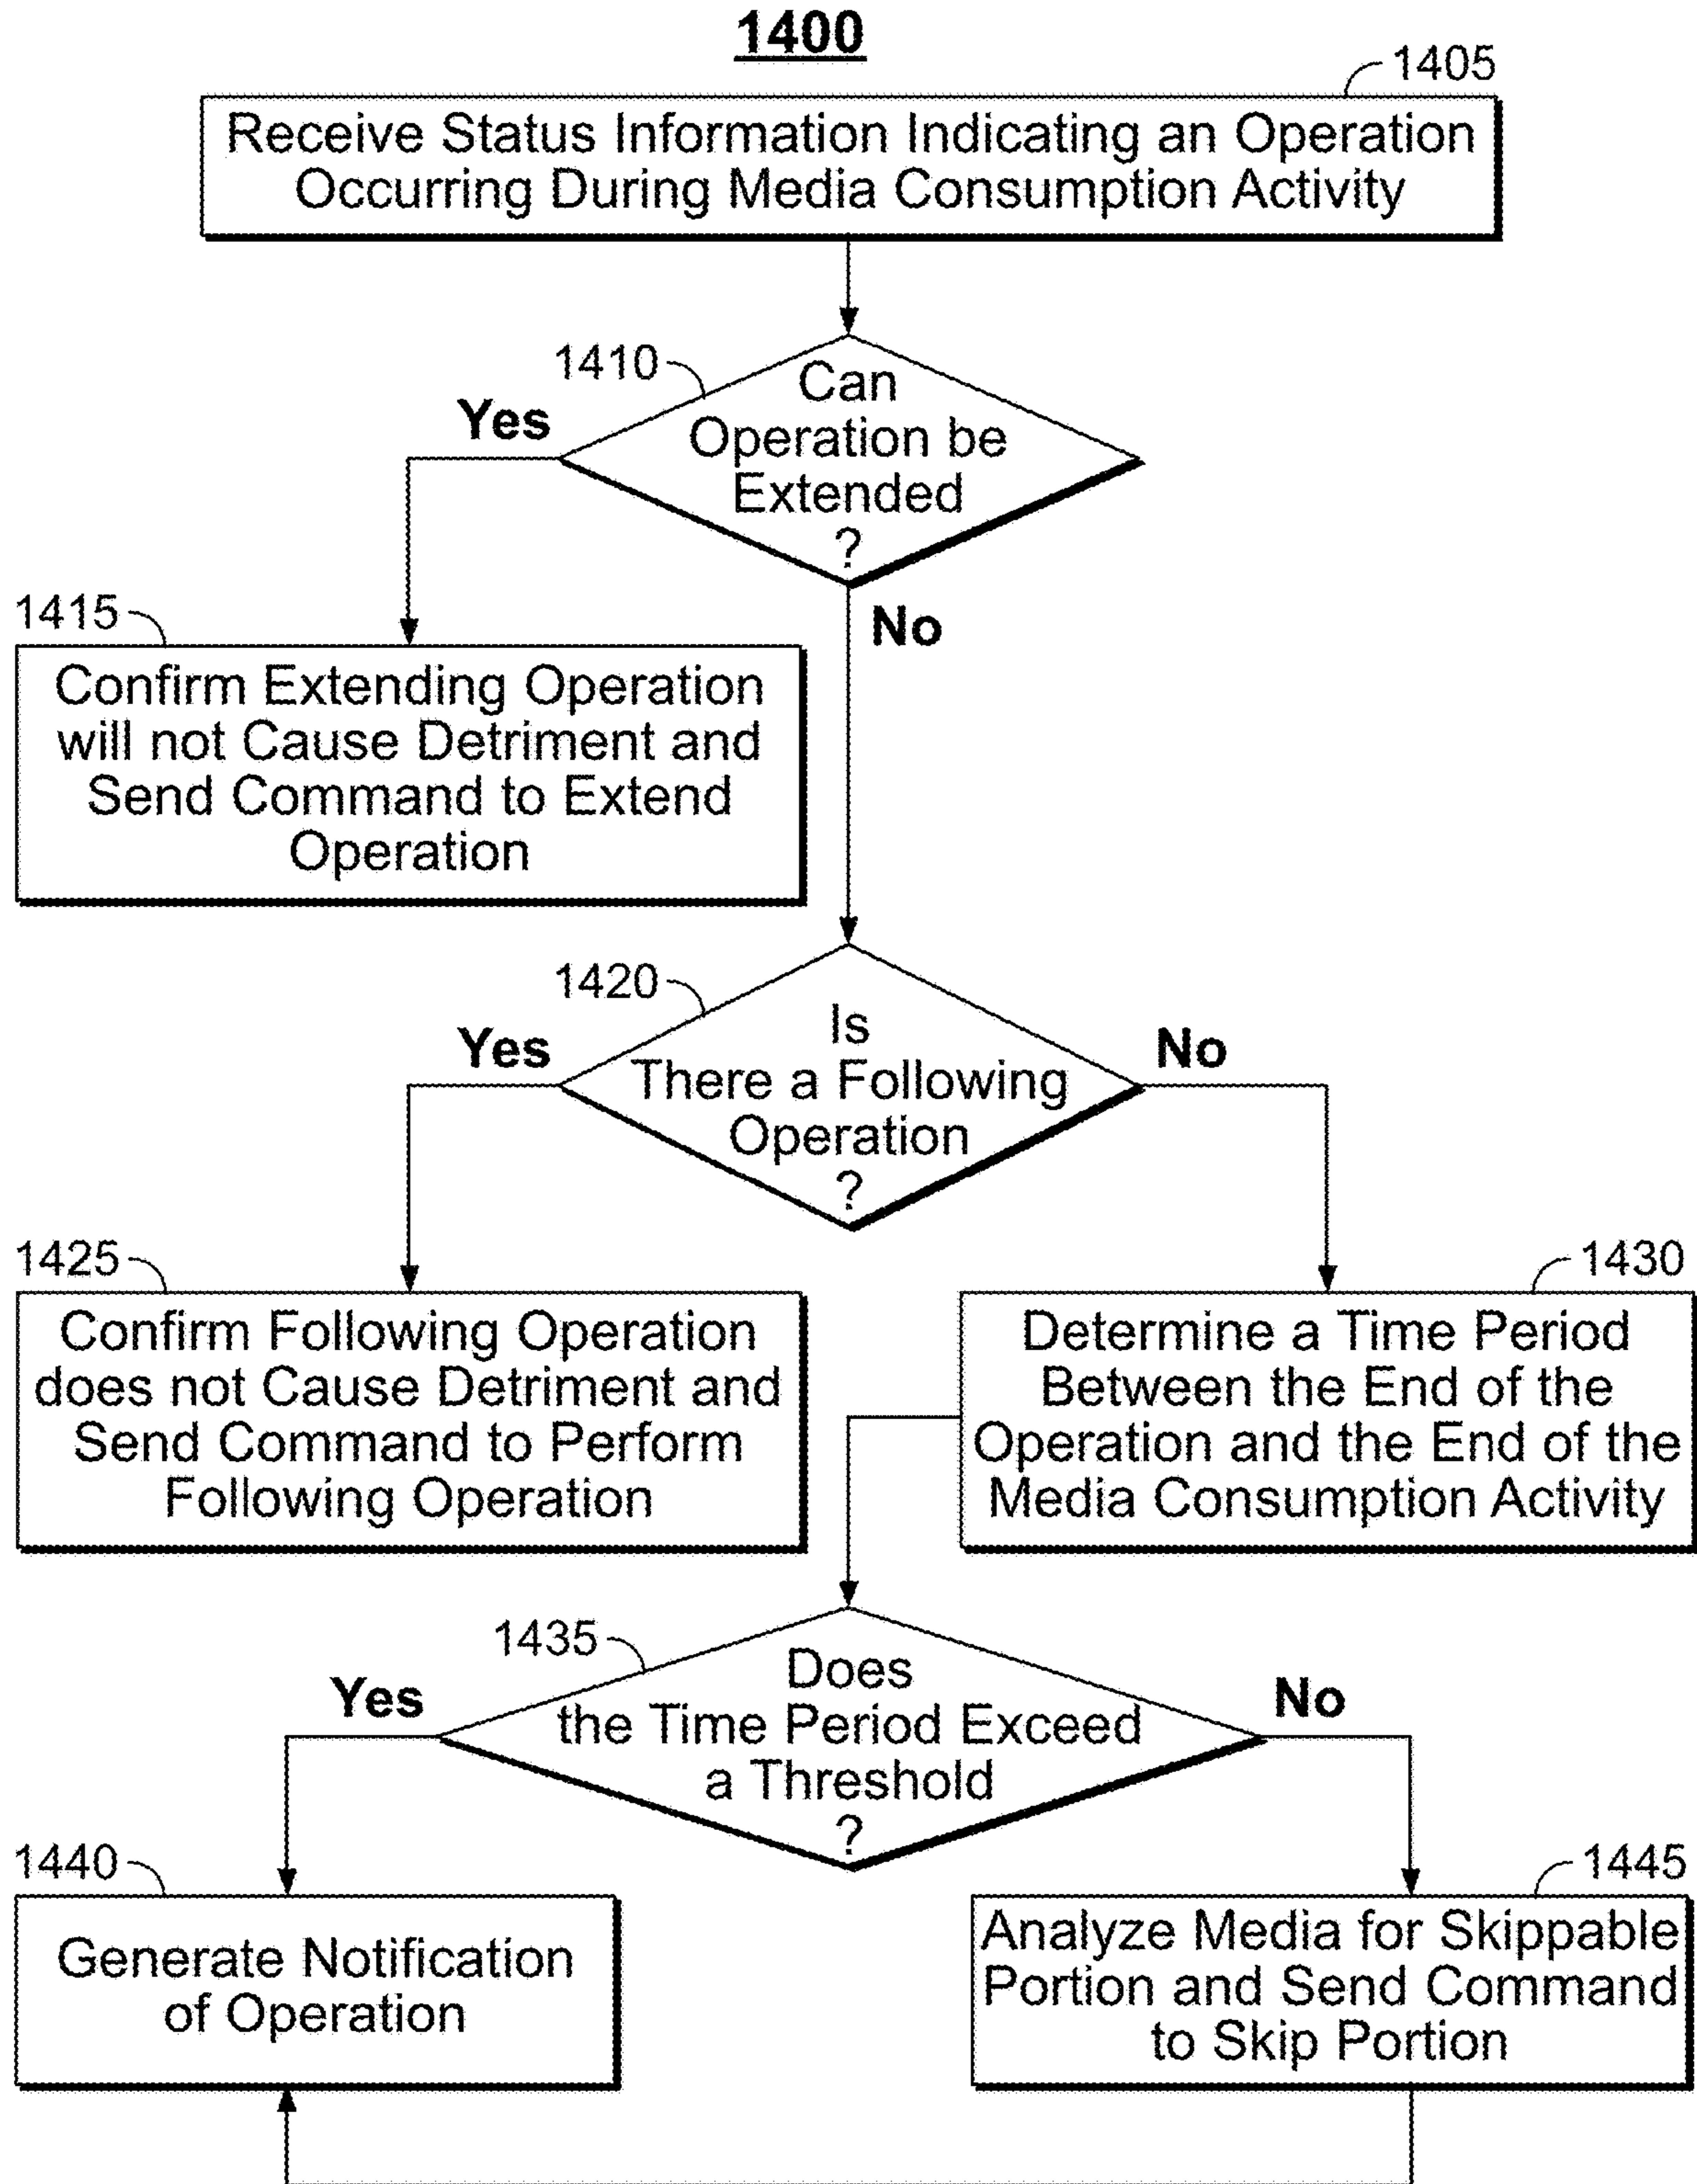 1400
1405
Receive Status Information Indicating an Operation
Occurring During Media Consumption Activity
1410
Can
Operation be
Extended
?
Yes
No
1415
Confirm Extending Operation
will not Cause Detriment and
Send Command to Extend
Operation
1420
Is
There a Following
Operation
?
Yes
No
1425
Confirm Following Operation
does not Cause Detriment and
Send Command to Perform
Following Operation
1430
Determine a Time Period
Between the End of the
Operation and the End of the
Media Consumption Activity
1435
Does
the Time Period Exceed
a Threshold
?
Yes
No
1440
Generate Notification
of Operation
1445
Analyze Media for Skippable
Portion and Send Command
to Skip Portion